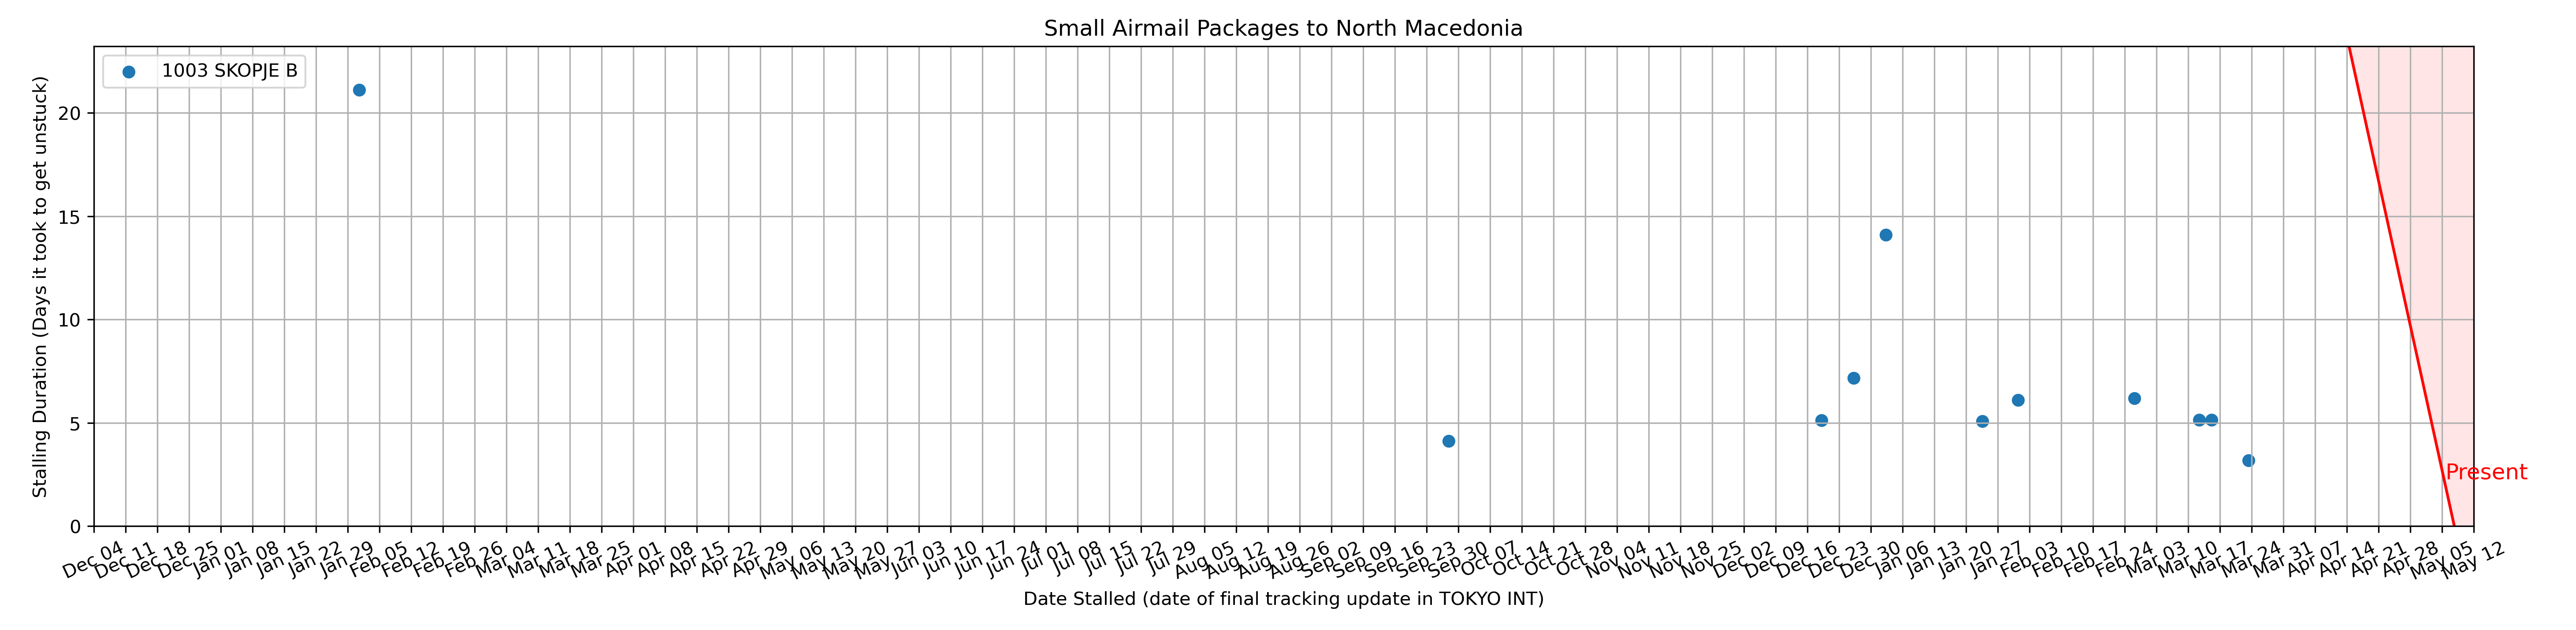 Small Airmail Packages to North Macedonia
1003 SKOPJE B
Stalling Duration (Days it took to get unstuck)
20
15
10
5
0
Present
Dec 04 Dec 11 Dec 18 Dec 25 Jan 01 Jan 08 Jan 15 Jan 22 Jan 29 Feb 05 Feb 12 Feb 19 Feb 26 Mar 04 Mar 11 Mar 18 Mar 25 Apr 01 Apr 08 Apr 15 Apr 22 Apr 29 May 06 May 13 May 20 May 27 Jun 03 Jun 10 Jun 17 Jun 24 Jul 01 Jul 08 Jul 15 Jul 22 Jul 29 Aug 05 Aug 12 Aug 19 Aug 26 Sep 02 Sep 09 Sep 16 Sep 23 Sep 30 Oct 07 Oct 14 Oct 21 Oct 28 Nov 04 Nov 11 Nov 18 Nov 25 Dec 02 Dec 09 Dec 16 Dec 23 Dec 30 Jan 06 Jan 13 Jan 20 Jan 27 Feb 03 Feb 10 Feb 17 Feb 24 Mar 03 Mar 10 Mar 17 Mar 24 Mar 31 Apr 07 Apr 14 Apr 21 Apr 28 May 05 May 12
Date Stalled (date of final tracking update in TOKYO INT)